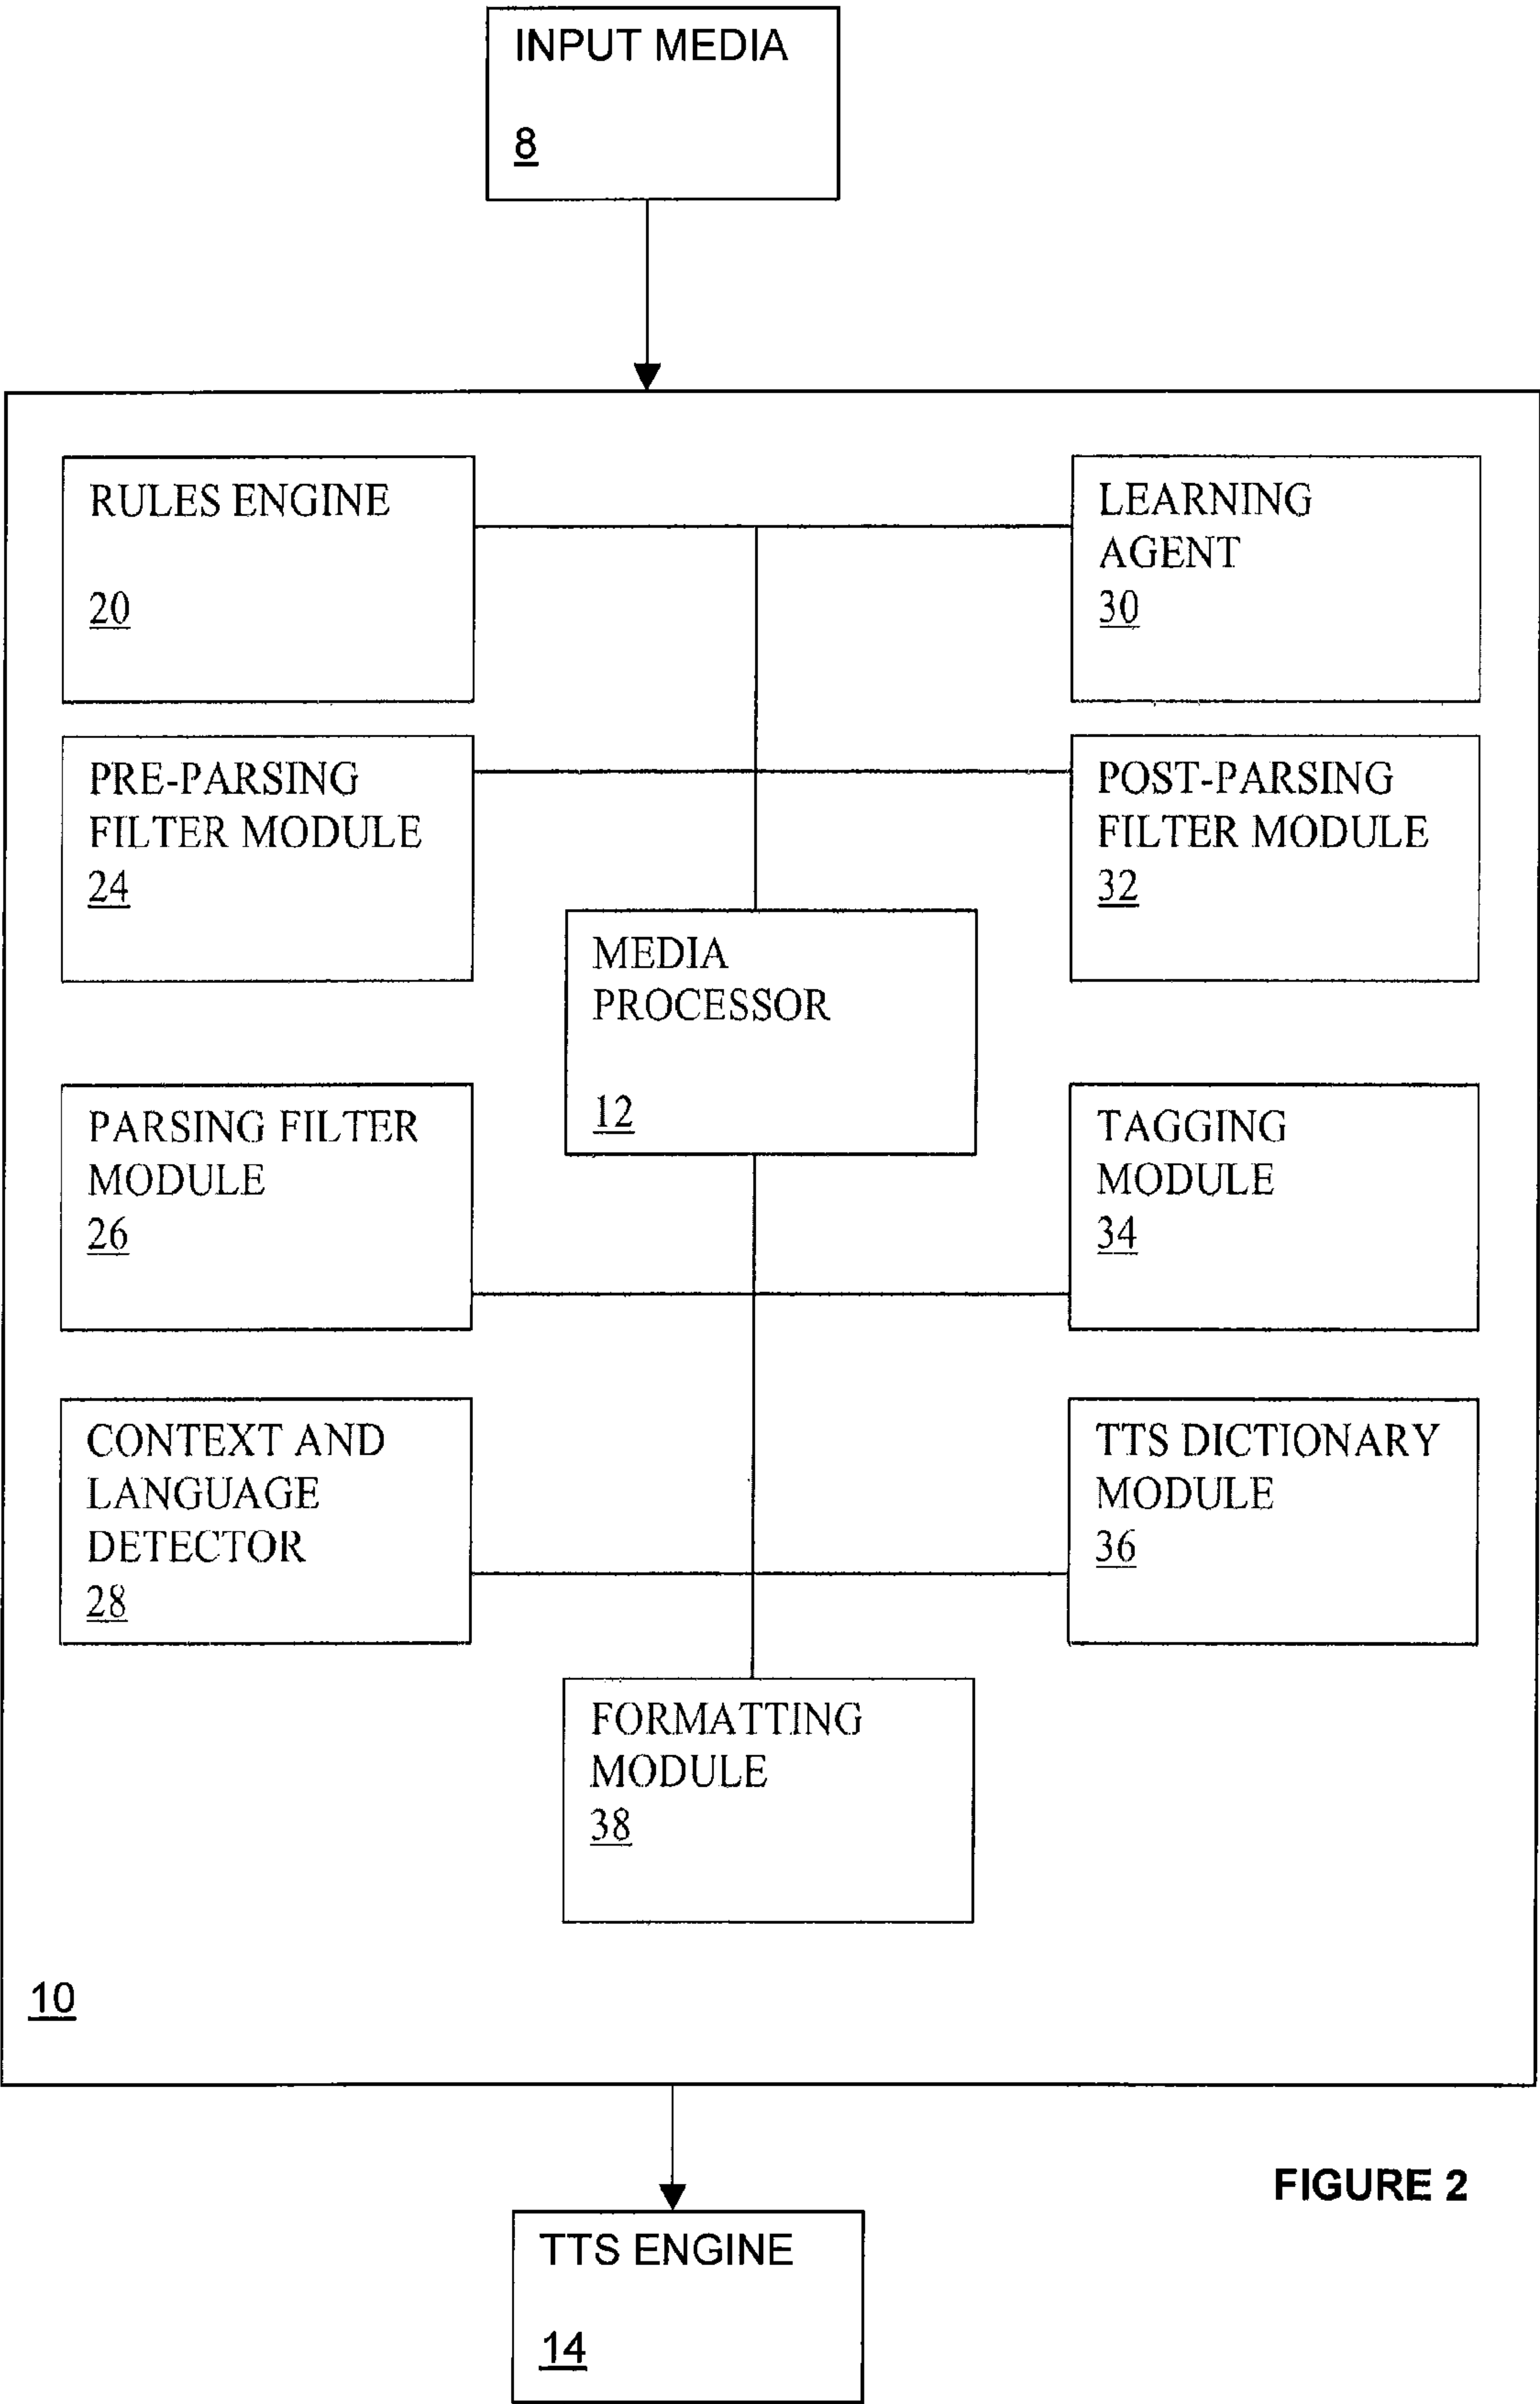 INPUT MEDIA
8
RULES ENGINE
20
LEARNING
AGENT
30
PRE-PARSING
FILTER MODULE
24
POST-PARSING
FILTER MODULE
32
MEDIA
PROCESSOR
12
PARSING FILTER
MODULE
26
TAGGING
MODULE
34
CONTEXT AND
LANGUAGE
DETECTOR
28
TTS DICTIONARY
MODULE
36
FORMATTING
MODULE
38
10
FIGURE 2
TTS ENGINE
14